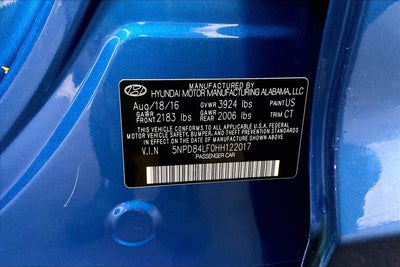 MANUFACTURED BY
HYUNDAI MOTOR MANUFACTURING ALABAMA, LLC
Aug/18/16 GVWR 3924 lbs PAINT US
GAWR FRONT 2183 lbs GAWR REAR 2006 lbs TRIM CT
THIS VEHICLE CONFORMS TO ALL APPLICABLE FEDERAL
MOTOR VEHICLE SAFETY, BUMPER, AND THEFT PREVENTION
STANDARDS IN EFFECT ON THE DATE OF
MANUFACTURE SHOWN ABOVE.
V.I.N 5NPD84LF0HH122017
PASSENGER CAR